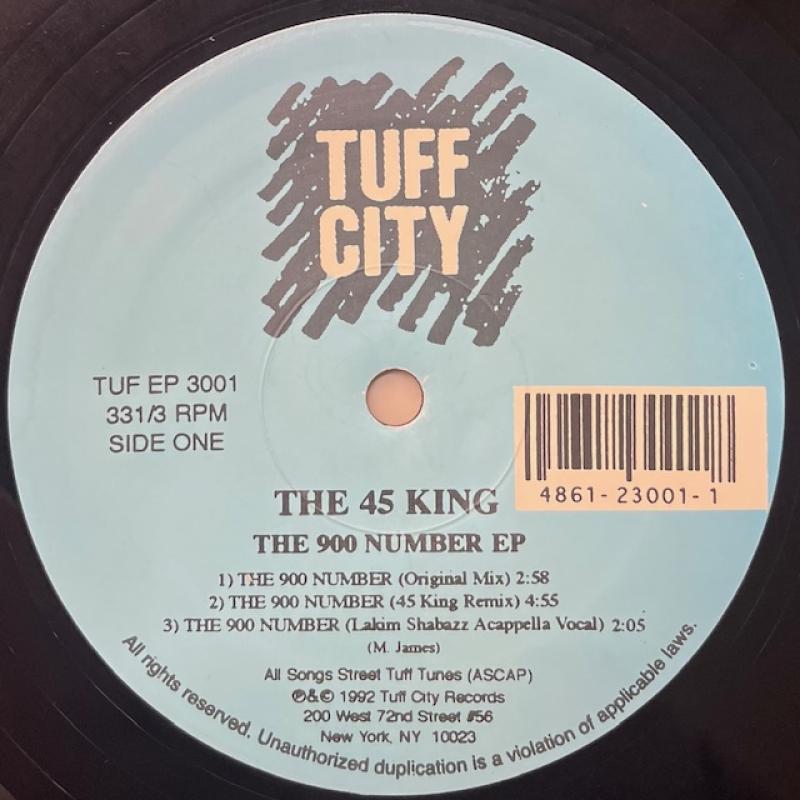 TUFF
CITY
TUF EP 3001
331/3 RPM
SIDE ONE
4861-23001-1
THE 45 KING
THE 900 NUMBER EP
1) THE 900 NUMBER (Original Mix) 2:58
2) THE 900 NUMBER (45 King Remix) 4:55
3) THE 900 NUMBER (Lakim Shabazz Acappella Vocal) 2:05
(M. James)
All Songs Street Tuff Tunes (ASCAP)
℗&© 1992 Tuff City Records
200 West 72nd Street #56
New York, NY 10023
All rights reserved. Unauthorized duplication is a violation of applicable laws.